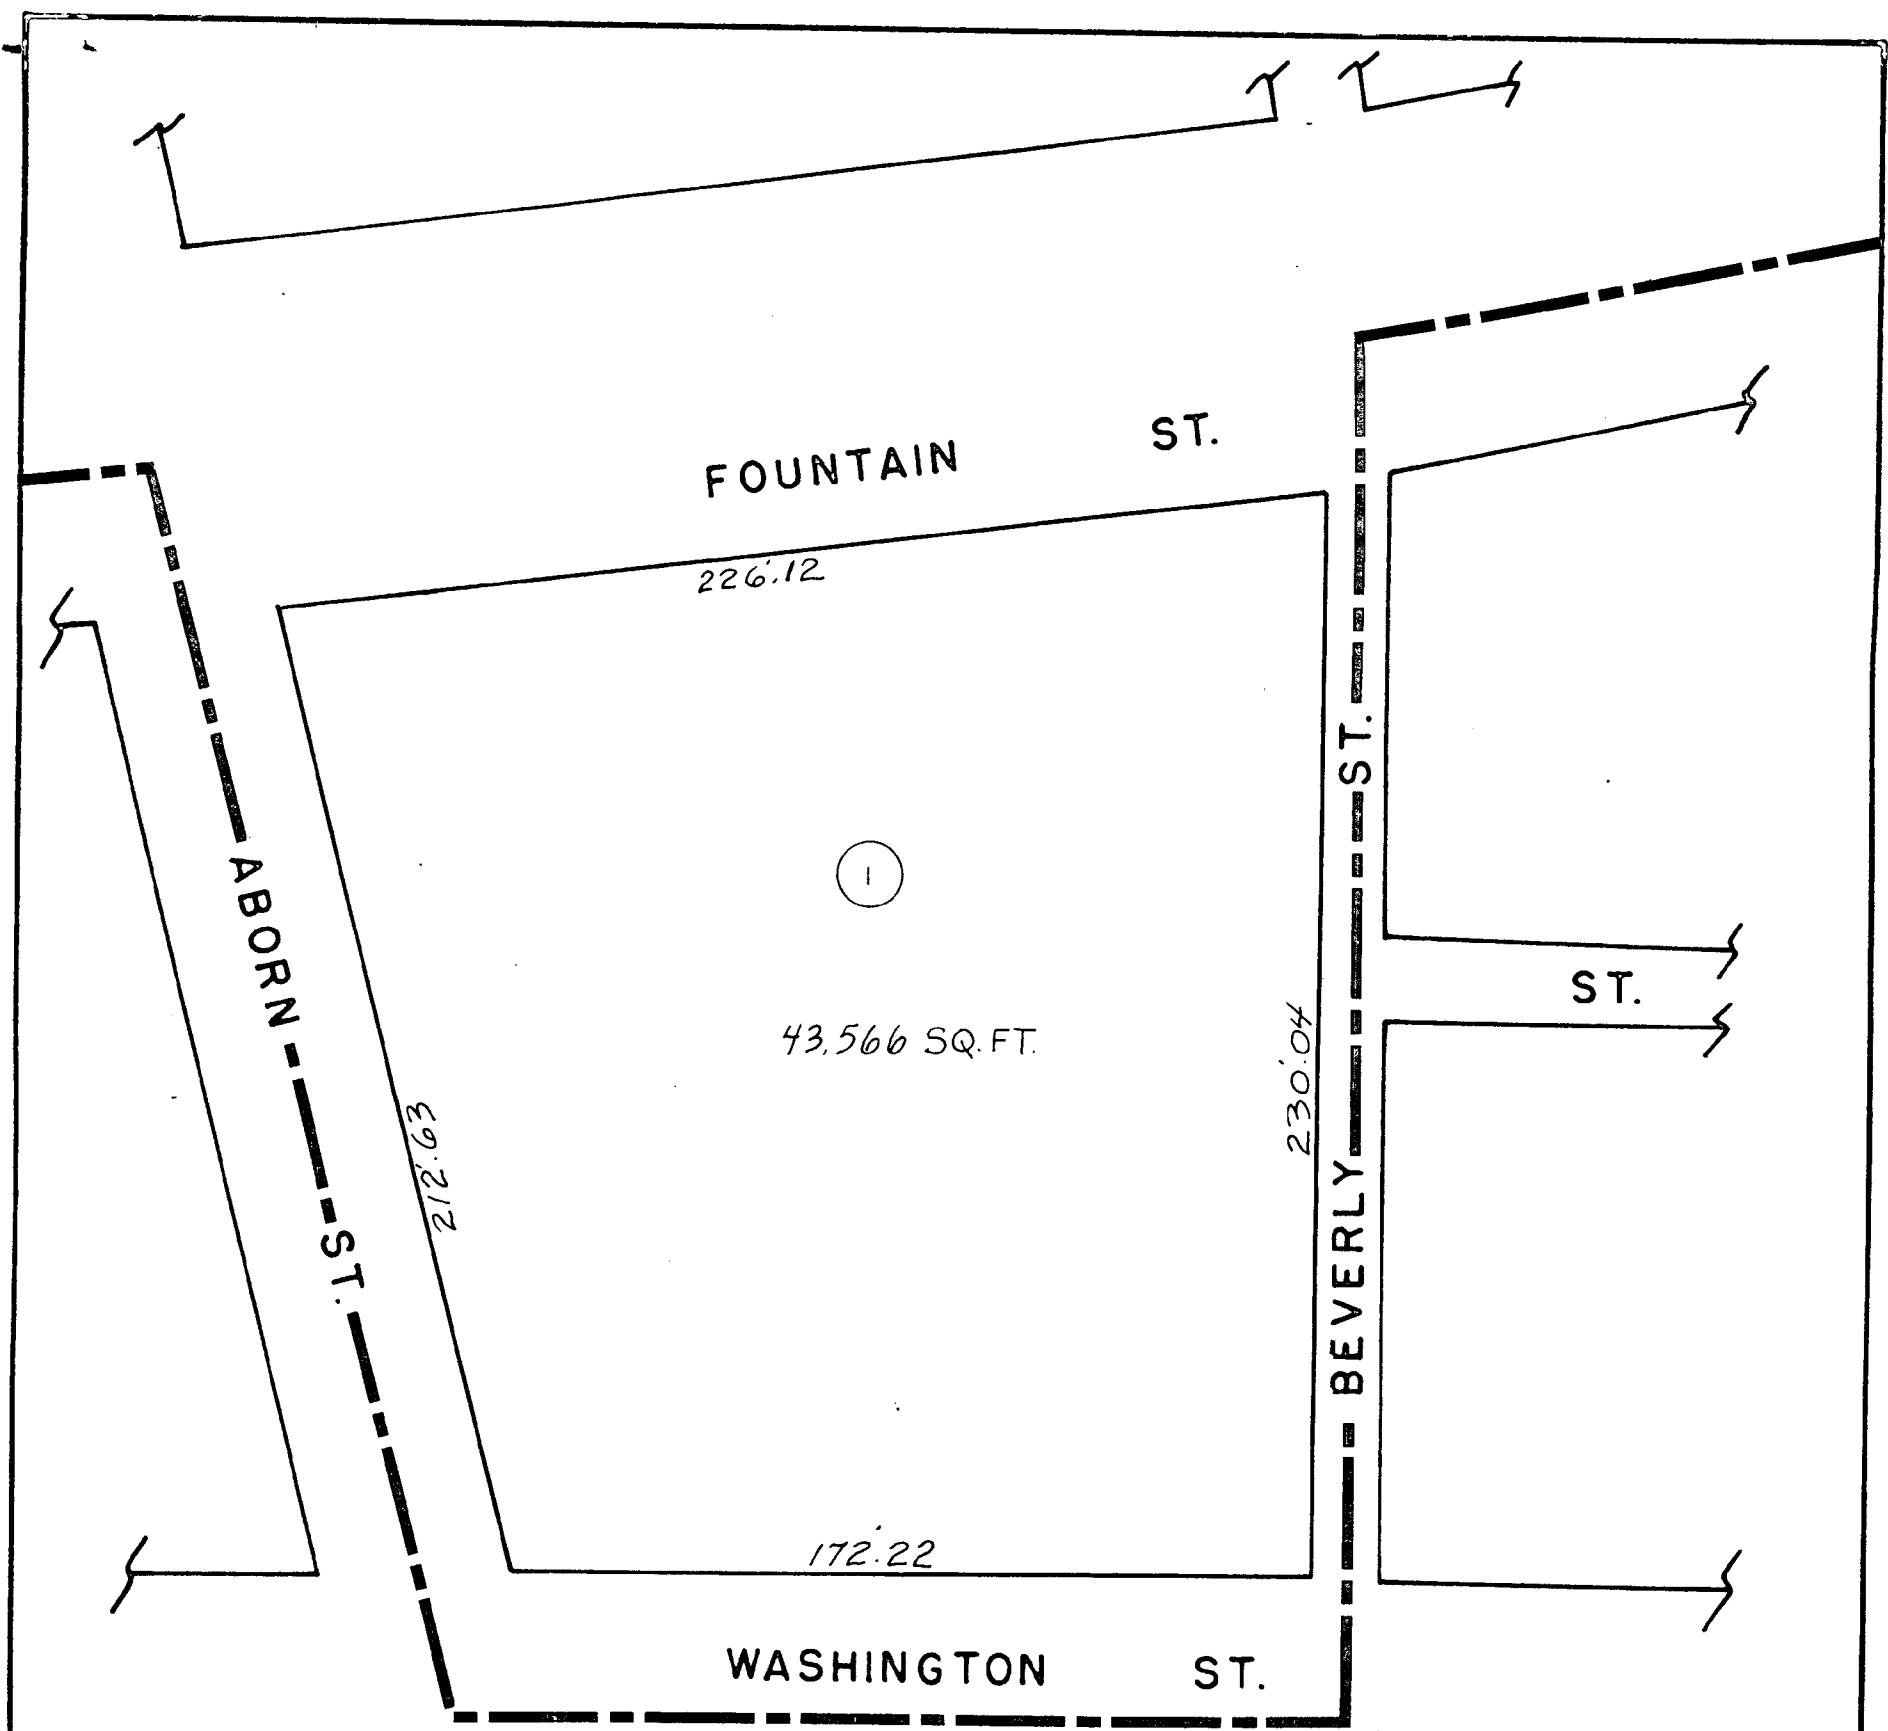 FOUNTAIN ST.
226'.12
ST.
1
ABORN
ST.
43,566 SQ.FT.
230'.04
212'.63
ST.
BEVERLY
172'.22
WASHINGTON ST.